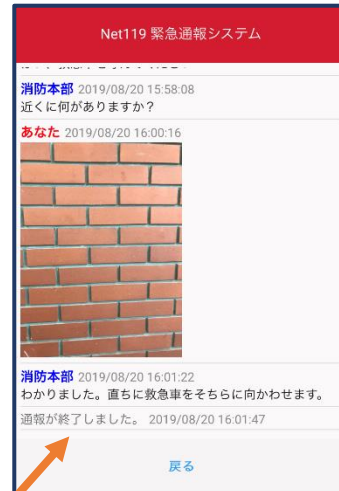 Net119 緊急通報システム
消防本部 2019/08/20 15:58:08
近くに何がありますか?
あなた 2019/08/20 16:00:16
消防本部 2019/08/20 16:01:22
わかりました。直ちに救急車をそちらに向かわせます。
通報が終了しました。 2019/08/20 16:01:47
戻る